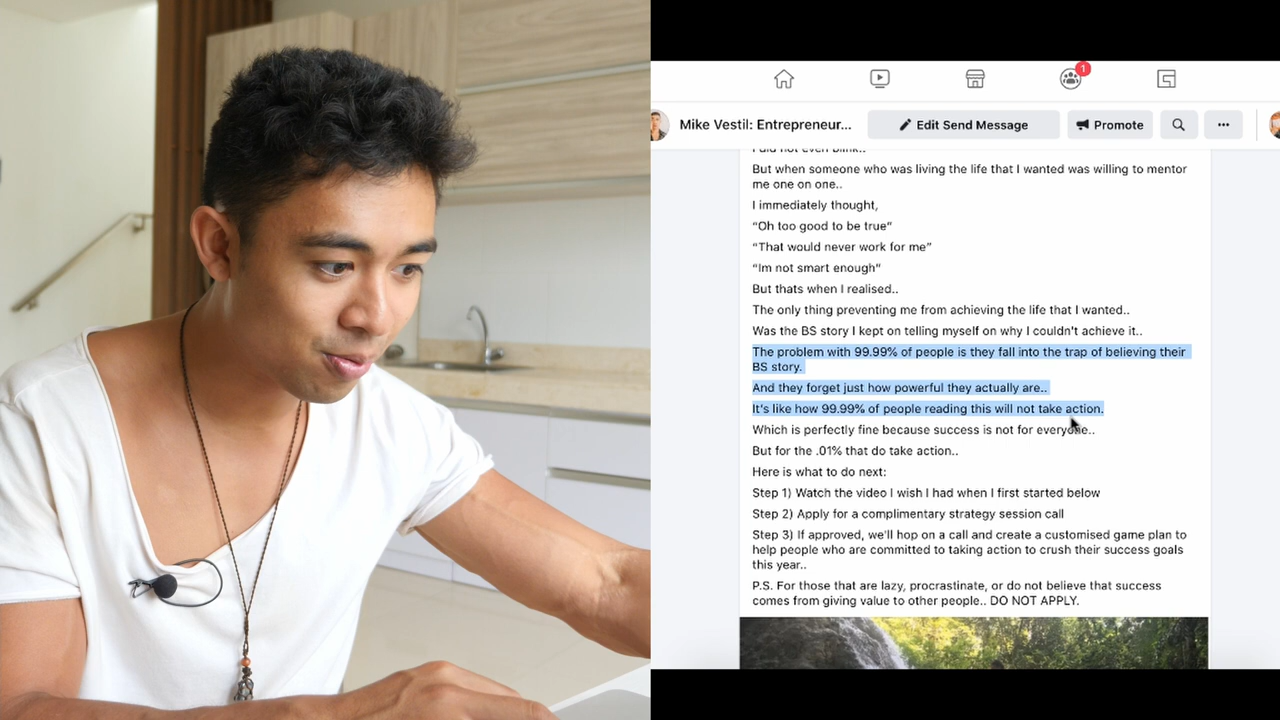 1
Mike Vestil: Entrepreneur...
Edit Send Message
Promote
I did not even blink..
But when someone who was living the life that I wanted was willing to mentor
me one on one..
I immediately thought,
“Oh too good to be true”
“That would never work for me”
“Im not smart enough”
But thats when I realised..
The only thing preventing me from achieving the life that I wanted..
Was the BS story I kept on telling myself on why I couldn't achieve it..
The problem with 99.99% of people is they fall into the trap of believing their
BS story.
And they forget just how powerful they actually are..
It's like how 99.99% of people reading this will not take action.
Which is perfectly fine because success is not for everyone..
But for the .01% that do take action..
Here is what to do next:
Step 1) Watch the video I wish I had when I first started below
Step 2) Apply for a complimentary strategy session call
Step 3) If approved, we'll hop on a call and create a customised game plan to
help people who are committed to taking action to crush their success goals
this year..
P.S. For those that are lazy, procrastinate, or do not believe that success
comes from giving value to other people.. DO NOT APPLY.